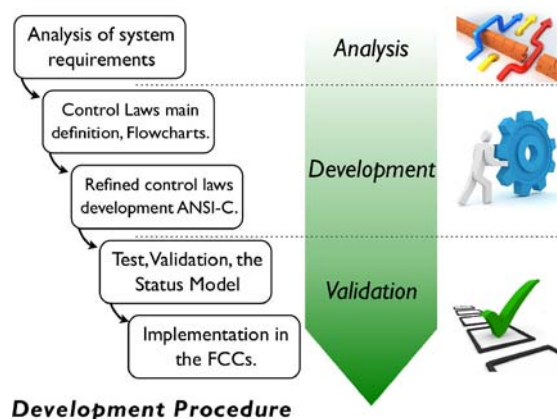 Analysis of system
requirements
Control Laws main
definition, Flowcharts.
Refined control laws
development ANSI-C.
Test, Validation, the
Status Model
Implementation in
the FCCs.
Analysis
Development
Validation
Development Procedure